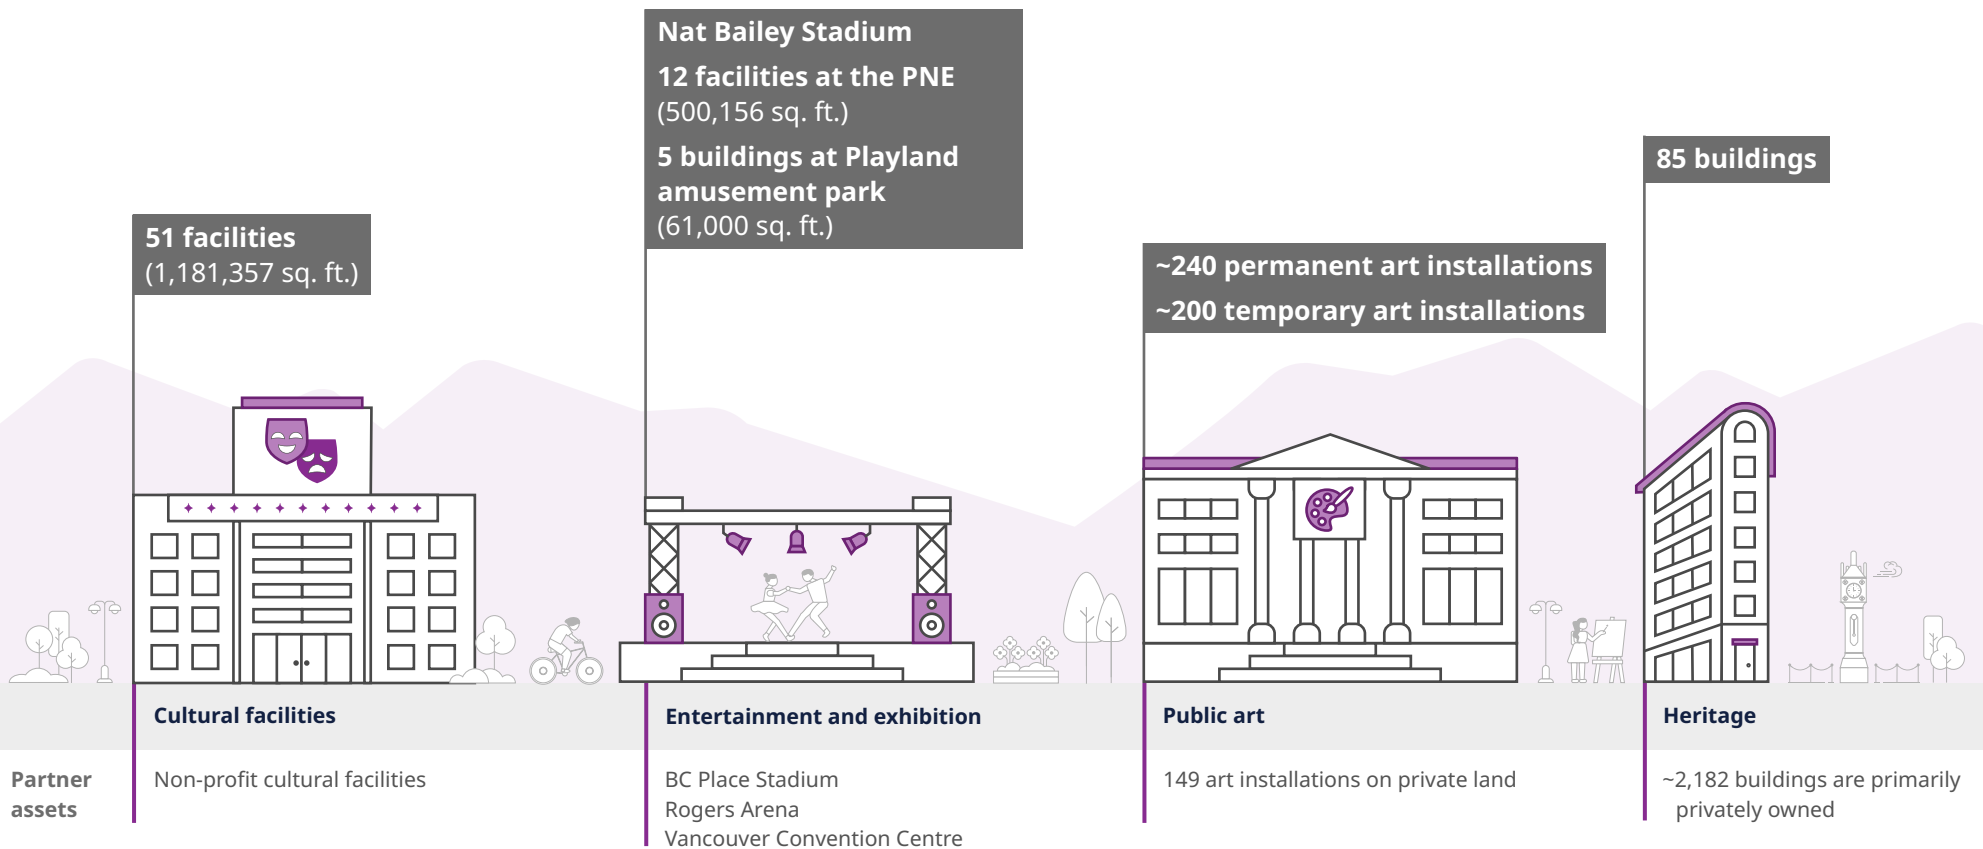 Nat Bailey Stadium
12 facilities at the PNE
(500,156 sq. ft.)
5 buildings at Playland
amusement park
(61,000 sq. ft.)
85 buildings
51 facilities
(1,181,357 sq. ft.)
~240 permanent art installations
~200 temporary art installations
Cultural facilities
Entertainment and exhibition
Public art
Heritage
Partner
assets
Non-profit cultural facilities
BC Place Stadium
Rogers Arena
Vancouver Convention Centre
149 art installations on private land
~2,182 buildings are primarily
privately owned